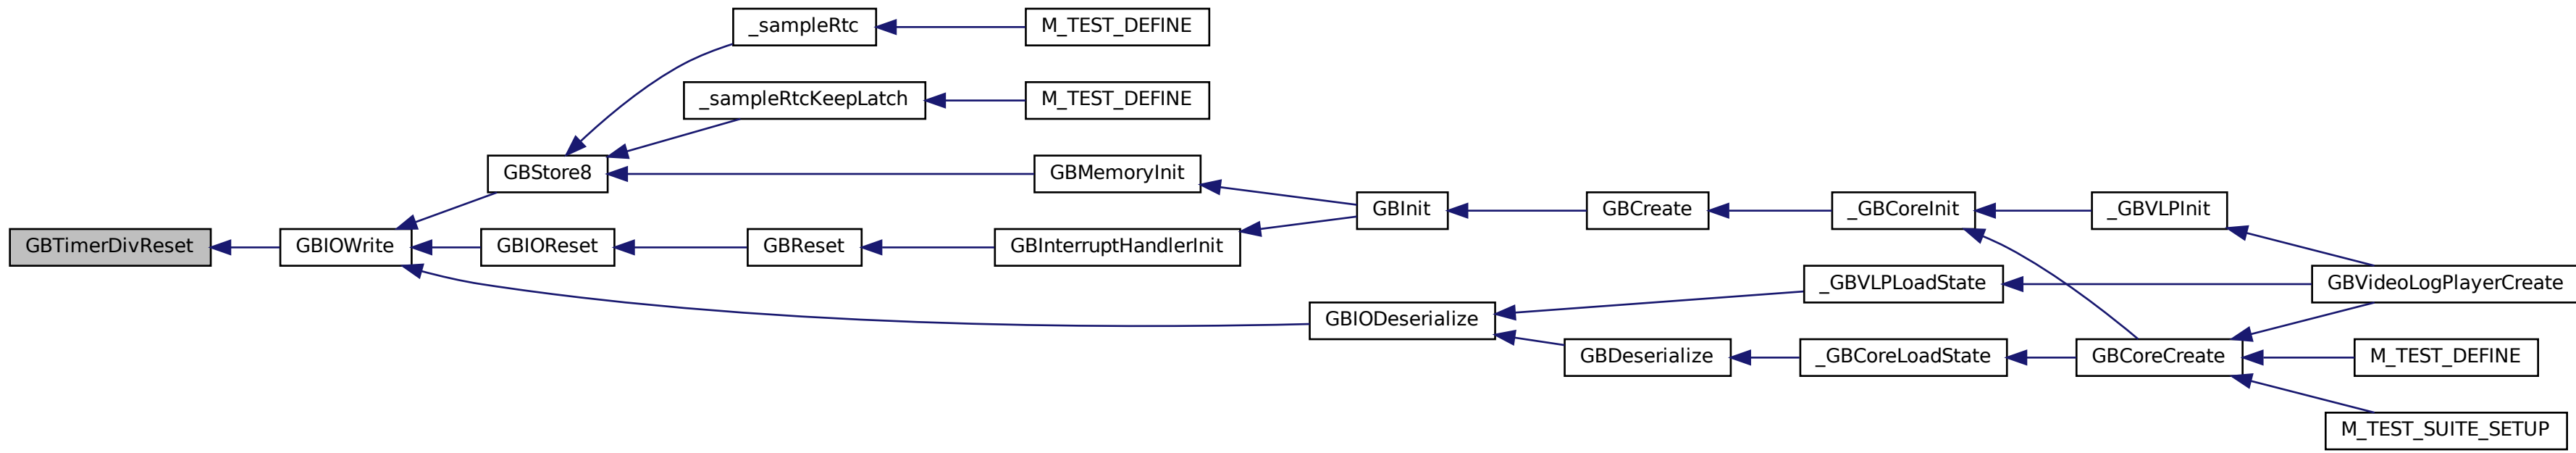 _sampleRtc
M_TEST_DEFINE
_sampleRtcKeepLatch
M_TEST_DEFINE
GBStore8
GBMemoryInit
GBInit
GBCreate
_GBCoreInit
_GBVLPInit
GBTimerDivReset
GBIOWrite
GBIOReset
GBReset
GBInterruptHandlerInit
_GBVLPLoadState
GBVideoLogPlayerCreate
GBIODeserialize
GBDeserialize
_GBCoreLoadState
GBCoreCreate
M_TEST_DEFINE
M_TEST_SUITE_SETUP